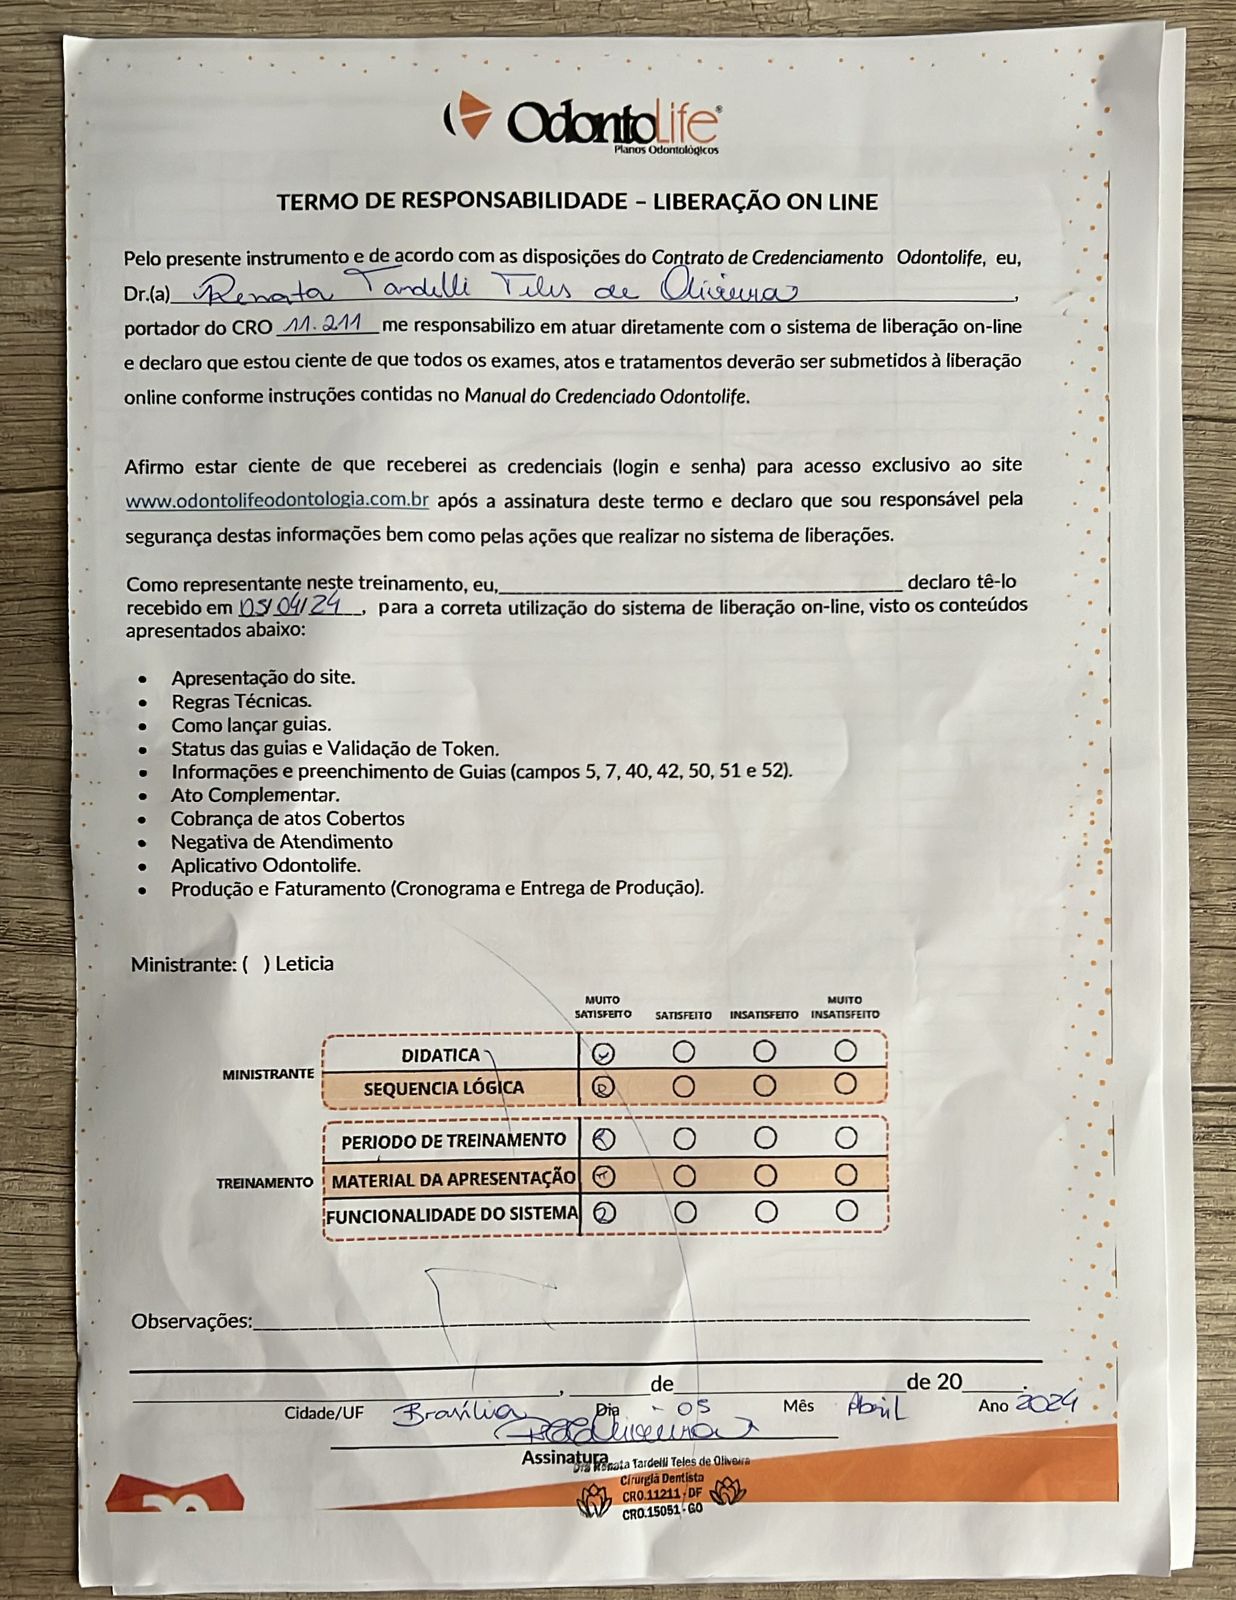 OdontoLife®
Planos Odontológicos
TERMO DE RESPONSABILIDADE – LIBERAÇÃO ON LINE
Pelo presente instrumento e de acordo com as disposições do Contrato de Credenciamento Odontolife, eu,
Dr.(a) Renata Tardelli Teles de Oliveira,
portador do CRO 11.211 me responsabilizo em atuar diretamente com o sistema de liberação on-line
e declaro que estou ciente de que todos os exames, atos e tratamentos deverão ser submetidos à liberação
online conforme instruções contidas no Manual do Credenciado Odontolife.
Afirmo estar ciente de que receberei as credenciais (login e senha) para acesso exclusivo ao site
www.odontolifeodontologia.com.br após a assinatura deste termo e declaro que sou responsável pela
segurança destas informações bem como pelas ações que realizar no sistema de liberações.
Como representante neste treinamento, eu,____ declaro tê-lo
recebido em 05/04/24, para a correta utilização do sistema de liberação on-line, visto os conteúdos
apresentados abaixo:
• Apresentação do site.
• Regras Técnicas.
• Como lançar guias.
• Status das guias e Validação de Token.
• Informações e preenchimento de Guias (campos 5, 7, 40, 42, 50, 51 e 52).
• Ato Complementar.
• Cobrança de atos Cobertos
• Negativa de Atendimento
• Aplicativo Odontolife.
• Produção e Faturamento (Cronograma e Entrega de Produção).
Ministrante: ( ) Leticia
MUITO SATISFEITO SATISFEITO INSATISFEITO MUITO INSATISFEITO
MINISTRANTE
DIDATICA
SEQUENCIA LÓGICA
TREINAMENTO
PERIODO DE TREINAMENTO
MATERIAL DA APRESENTAÇÃO
FUNCIONALIDADE DO SISTEMA
Observações:
____, ____ de ____ de 20____.
Cidade/UF Brasília Dia - 05 Mês Abril Ano 2024
Assinatura
Dra Renata Tardelli Teles de Oliveira
Cirurgiã Dentista
CRO.11211 - DF
CRO.15051 - GO